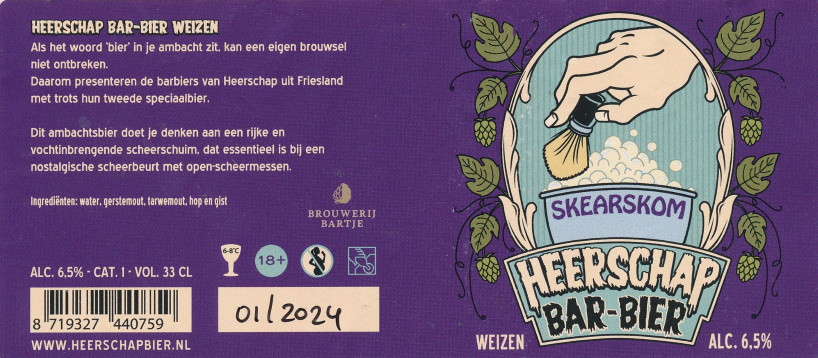 HEERSCHAP BAR-BIER WEIZEN
Als het woord 'bier' in je ambacht zit, kan een eigen brouwsel
niet ontbreken.
Daarom presenteren de barbiers van Heerschap uit Friesland
met trots hun tweede speciaalbier.
Dit ambachtsbier doet je denken aan een rijke en
vochtinbrengende scheerschuim, dat essentieel is bij een
nostalgische scheerbeurt met open-scheermessen.
Ingrediënten: water, gerstemout, tarwemout, hop en gist
BROUWERIJ
BARTJE
6-8°C
18+
ALC. 6,5% - CAT. 1 - VOL. 33 CL
8 719327 440759
01/2024
WWW.HEERSCHAPBIER.NL
SKEARSKOM
HEERSCHAP
BAR-BIER
WEIZEN
ALC. 6,5%